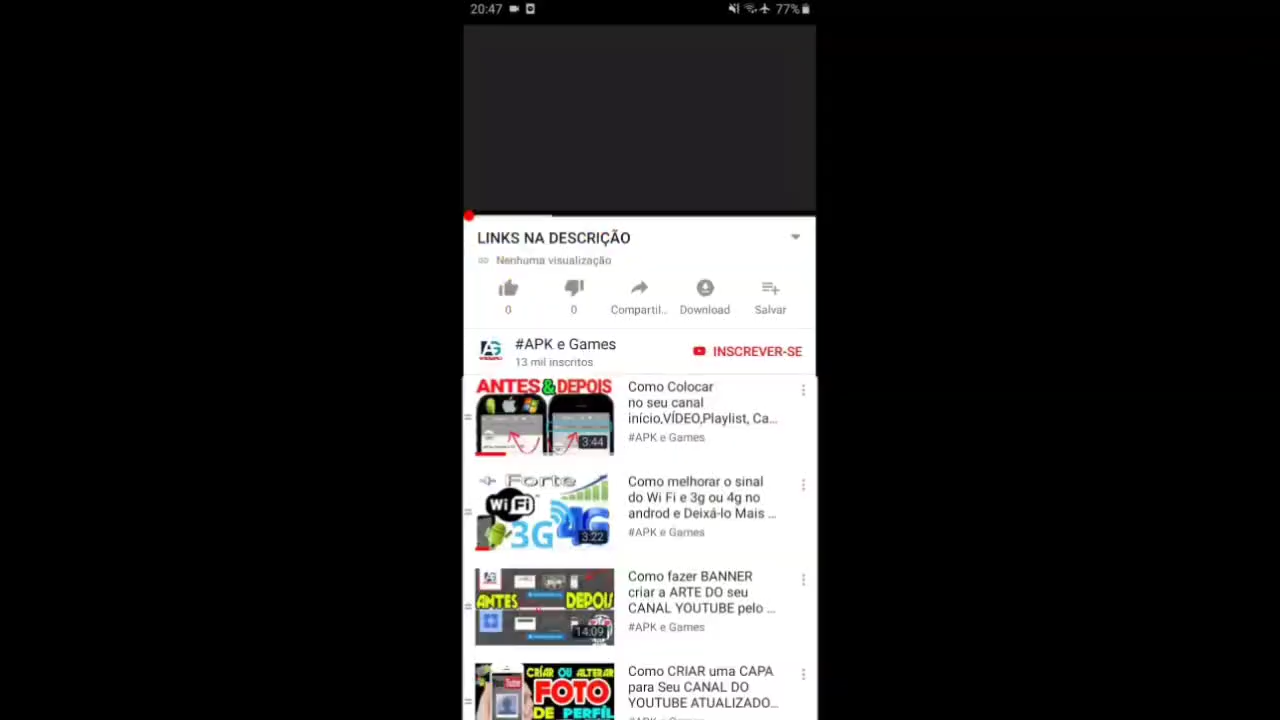 20:47
77%
LINKS NA DESCRIÇÃO
Nenhuma visualização
0
0
Compartil..
Download
Salvar
#APK e Games
13 mil inscritos
INSCREVER-SE
ANTES&DEPOIS
3:44
Como Colocar
no seu canal
início,VÍDEO,Playlist, Ca...
#APK e Games
Forte
WiFi
3G
4G
3:22
Como melhorar o sinal
do Wi Fi e 3g ou 4g no
androd e Deixá-lo Mais ...
#APK e Games
ANTES
DEPOIS
14:09
Como fazer BANNER
criar a ARTE DO seu
CANAL YOUTUBE pelo ...
#APK e Games
CRIAR OU ALTERAR
FOTO
DE PERFIL
Como CRIAR uma CAPA
para Seu CANAL DO
YOUTUBE ATUALIZADO...
#APK e Games